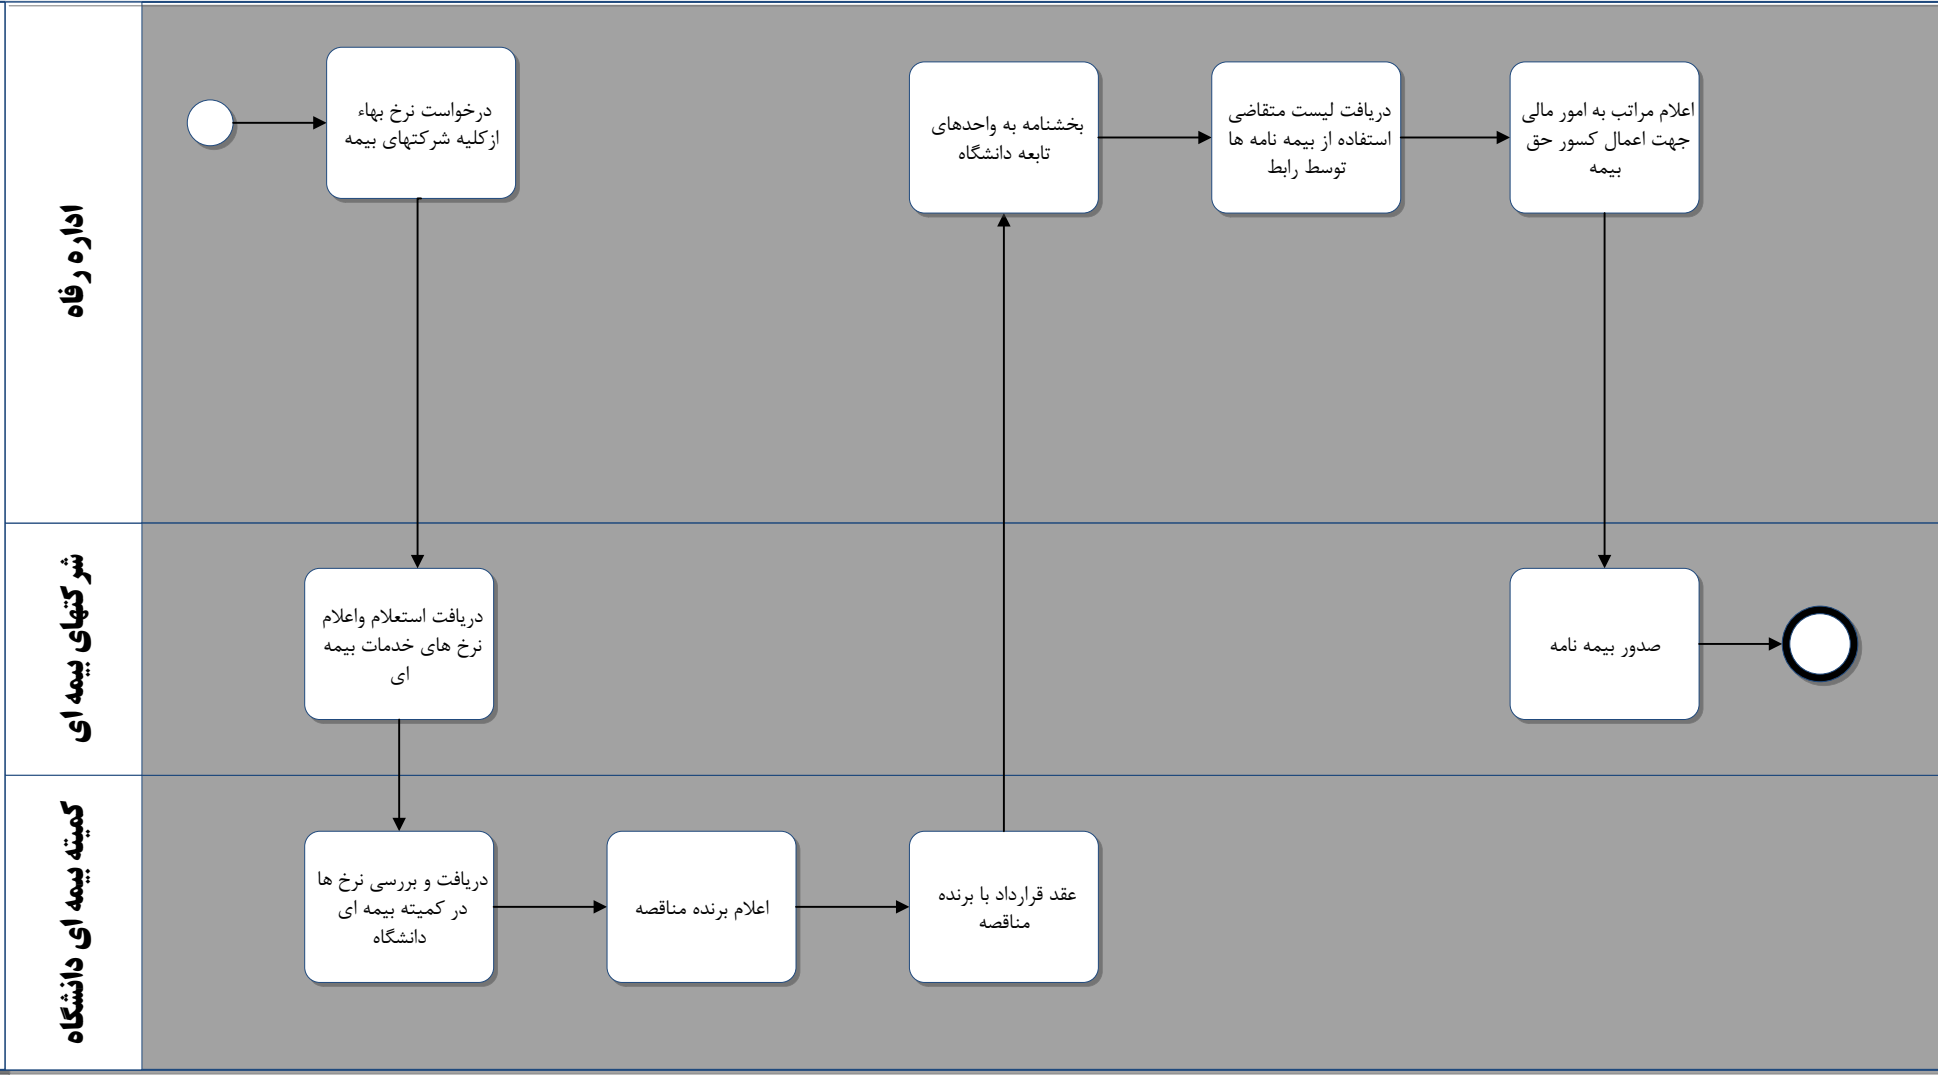 اداره رفاه
درخواست نرخ بهاء
ازکلیه شرکتهای بیمه
بخشنامه به واحدهای
تابعه دانشگاه
دریافت لیست متقاضی
استفاده از بیمه نامه ها
توسط رابط
اعلام مراتب به امور مالی
جهت اعمال کسور حق
بیمه
شرکتهای بیمه ای
دریافت استعلام واعلام
نرخ های خدمات بیمه
ای
صدور بیمه نامه
کمیته بیمه ای دانشگاه
دریافت و بررسی نرخ ها
در کمیته بیمه ای
دانشگاه
اعلام برنده مناقصه
عقد قرارداد با برنده
مناقصه